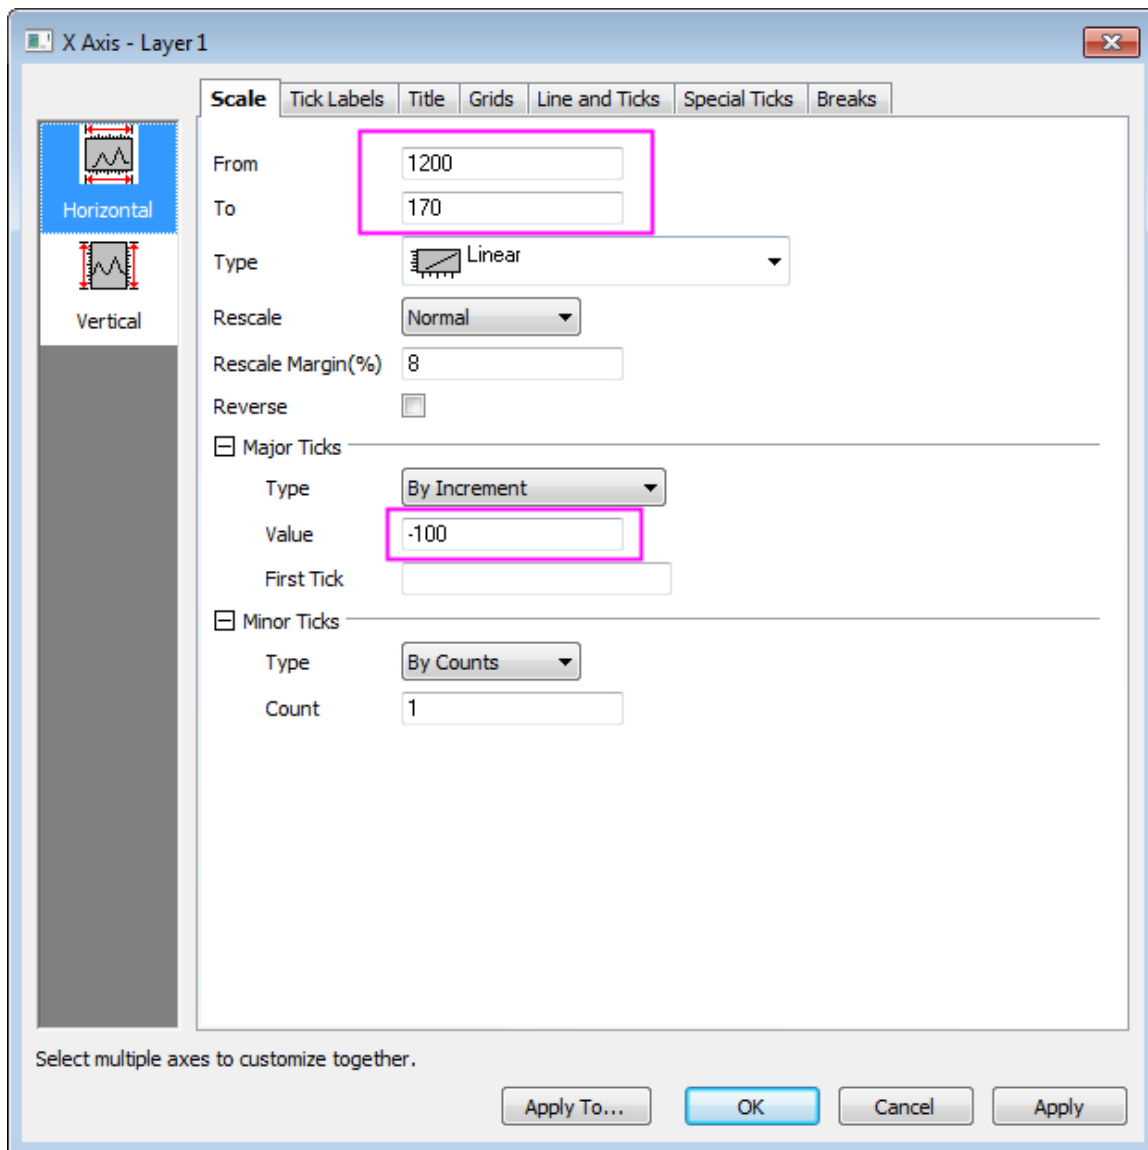 X Axis - Layer1
Scale Tick Labels Title Grids Line and Ticks Special Ticks Breaks
Horizontal
Vertical
From 1200
To 170
Type Linear
Rescale Normal
Rescale Margin(%) 8
Reverse
Major Ticks
Type By Increment
Value -100
First Tick
Minor Ticks
Type By Counts
Count 1
Select multiple axes to customize together.
Apply To... OK Cancel Apply